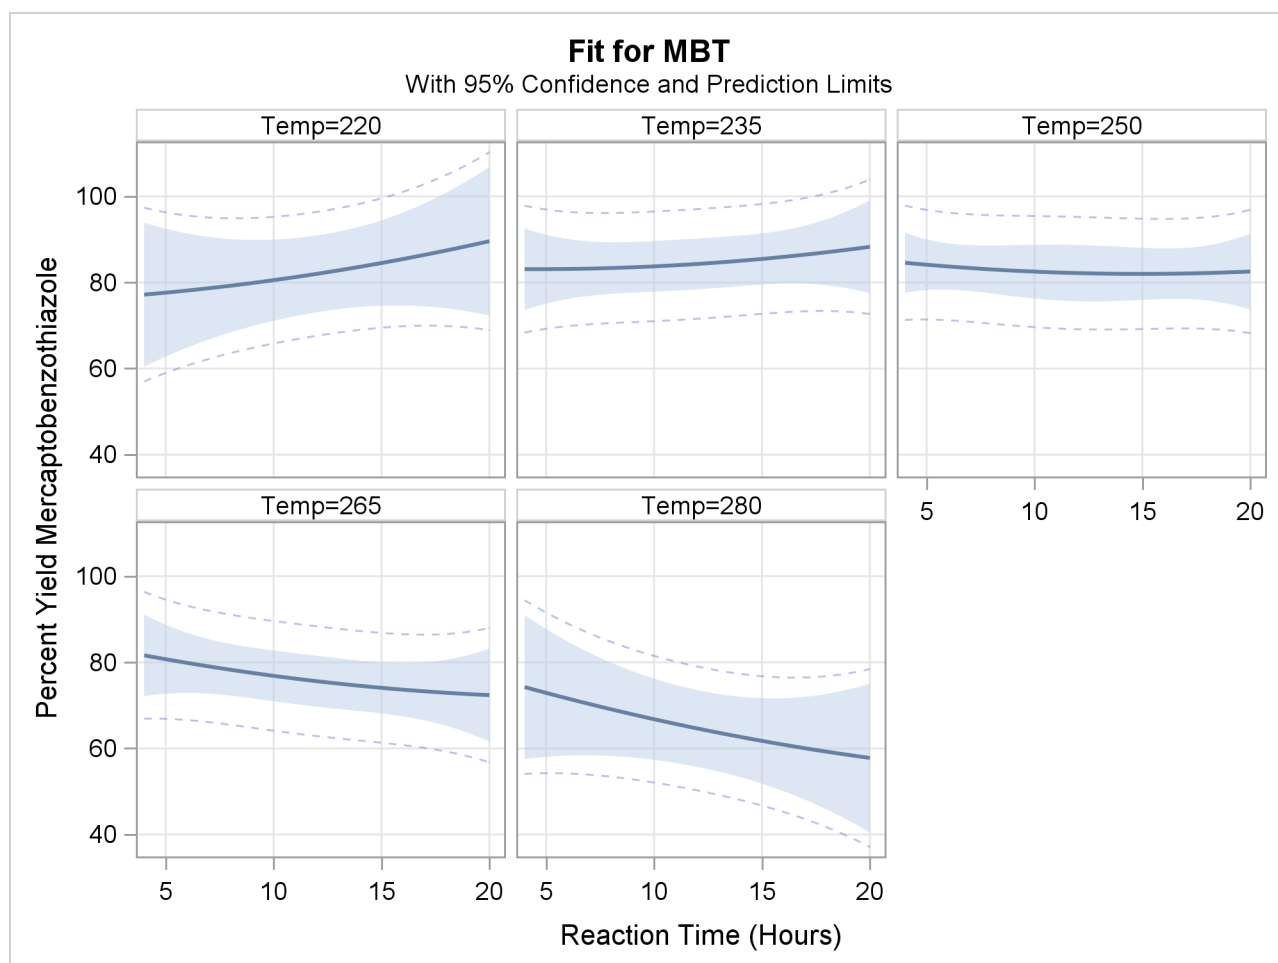 Fit for MBT
With 95% Confidence and Prediction Limits
Temp=220
Temp=235
Temp=250
100
80
60
40
5 10 15 20
Temp=265
Temp=280
100
80
60
40
5 10 15 20
5 10 15 20
Percent Yield Mercaptobenzothiazole
Reaction Time (Hours)